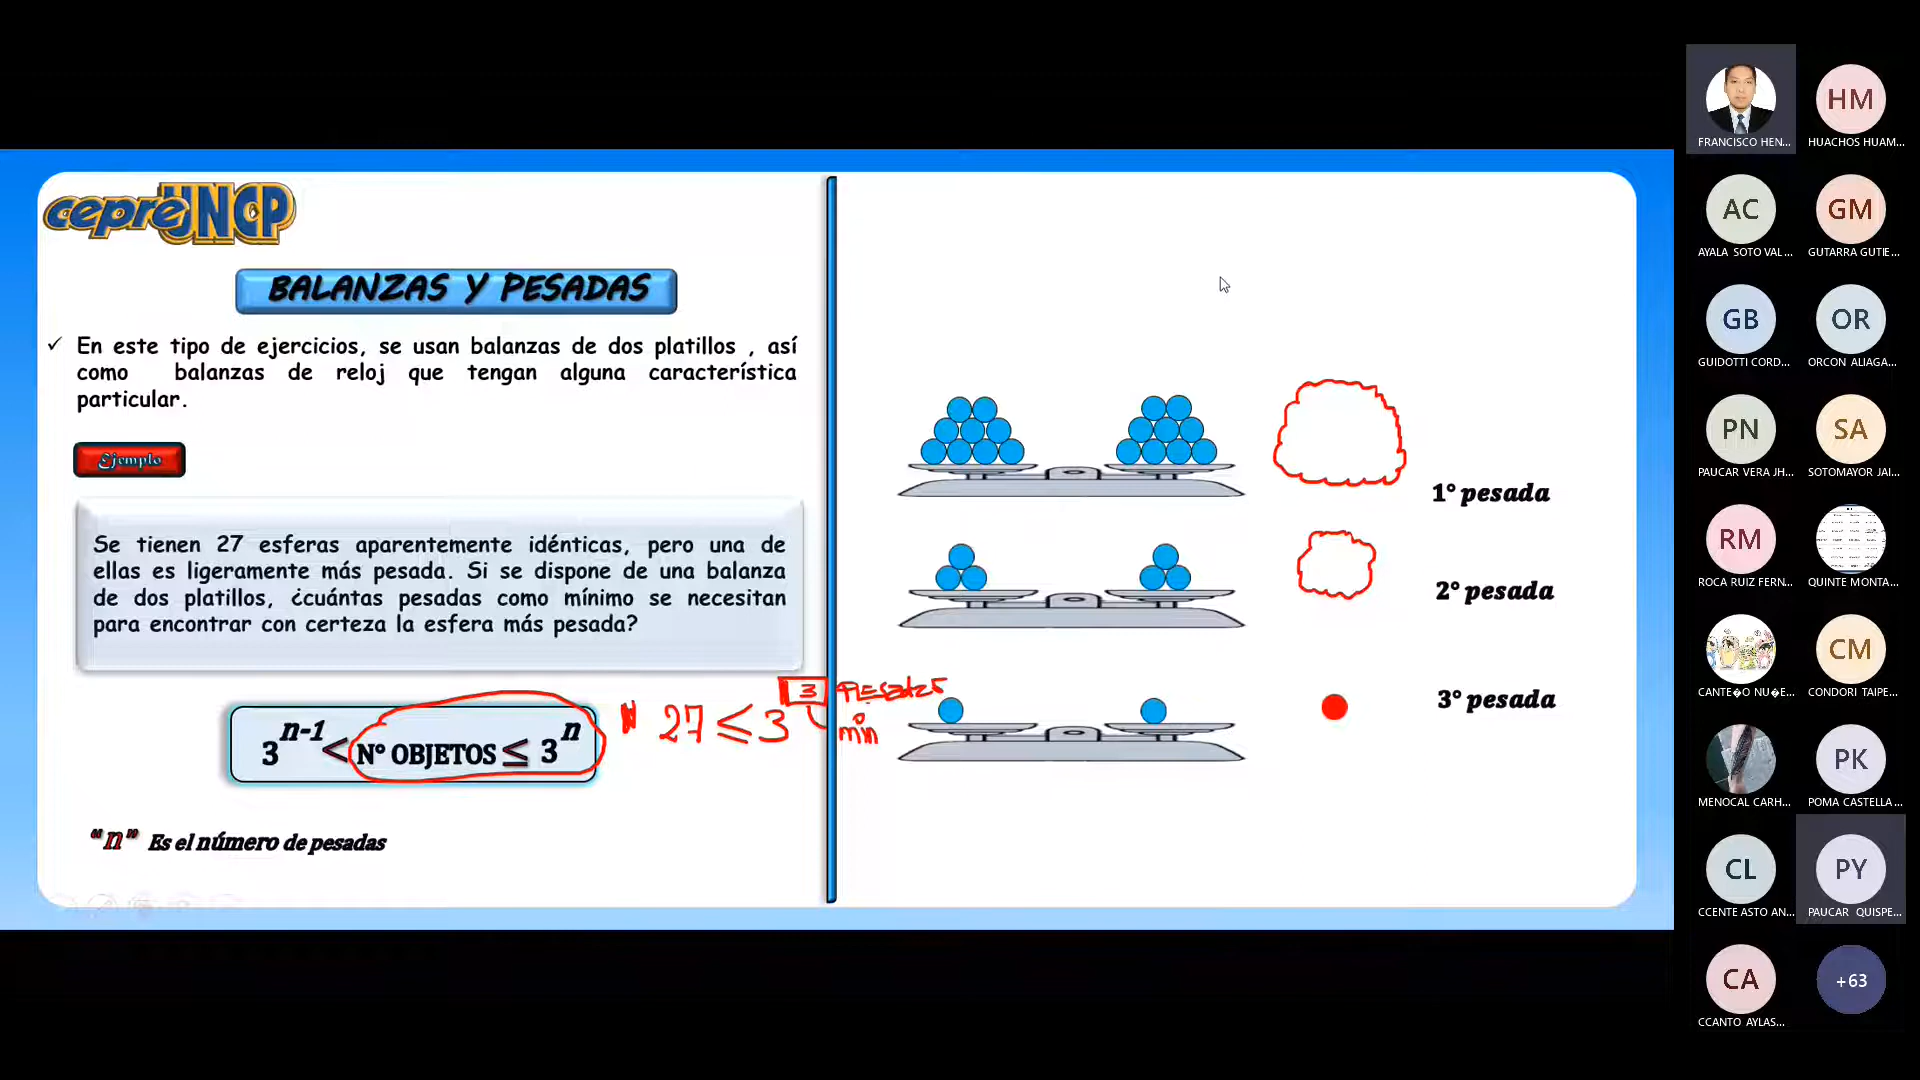 cepreUNCP
BALANZAS Y PESADAS
✓ En este tipo de ejercicios, se usan balanzas de dos platillos , así
como balanzas de reloj que tengan alguna característica
particular.
Ejemplo
Se tienen 27 esferas aparentemente idénticas, pero una de
ellas es ligeramente más pesada. Si se dispone de una balanza
de dos platillos, ¿cuántas pesadas como mínimo se necesitan
para encontrar con certeza la esfera más pesada?
3^{n-1} < N° OBJETOS ≤ 3^{n}
27 ≤ 3^{3} pesadas
min
"n" Es el número de pesadas
1° pesada
2° pesada
3° pesada
FRANCISCO HEN...
HM
HUACHOS HUAM...
AC
AYALA SOTO VAL...
GM
GUTARRA GUTIE...
GB
GUIDOTTI CORD...
OR
ORCON ALIAGA...
PN
PAUCAR VERA JH...
SA
SOTOMAYOR JAI...
RM
ROCA RUIZ FERN...
QUINTE MONTA...
CANTE�O NU�E...
CM
CONDORI TAIPE...
MENOCAL CARH...
PK
POMA CASTELLA...
CL
CCENTE ASTO AN...
PY
PAUCAR QUISPE...
CA
CCANTO AYLAS...
+63